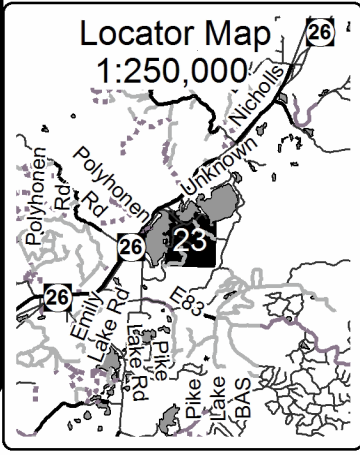 Locator Map
1:250,000
26
Nicholls
Unknown
Polyhonen
Rd
Polyhonen
Rd
23
26
26
E83
Emily
Lake Rd
Pike
Lake Rd
Pike
Lake
BAS